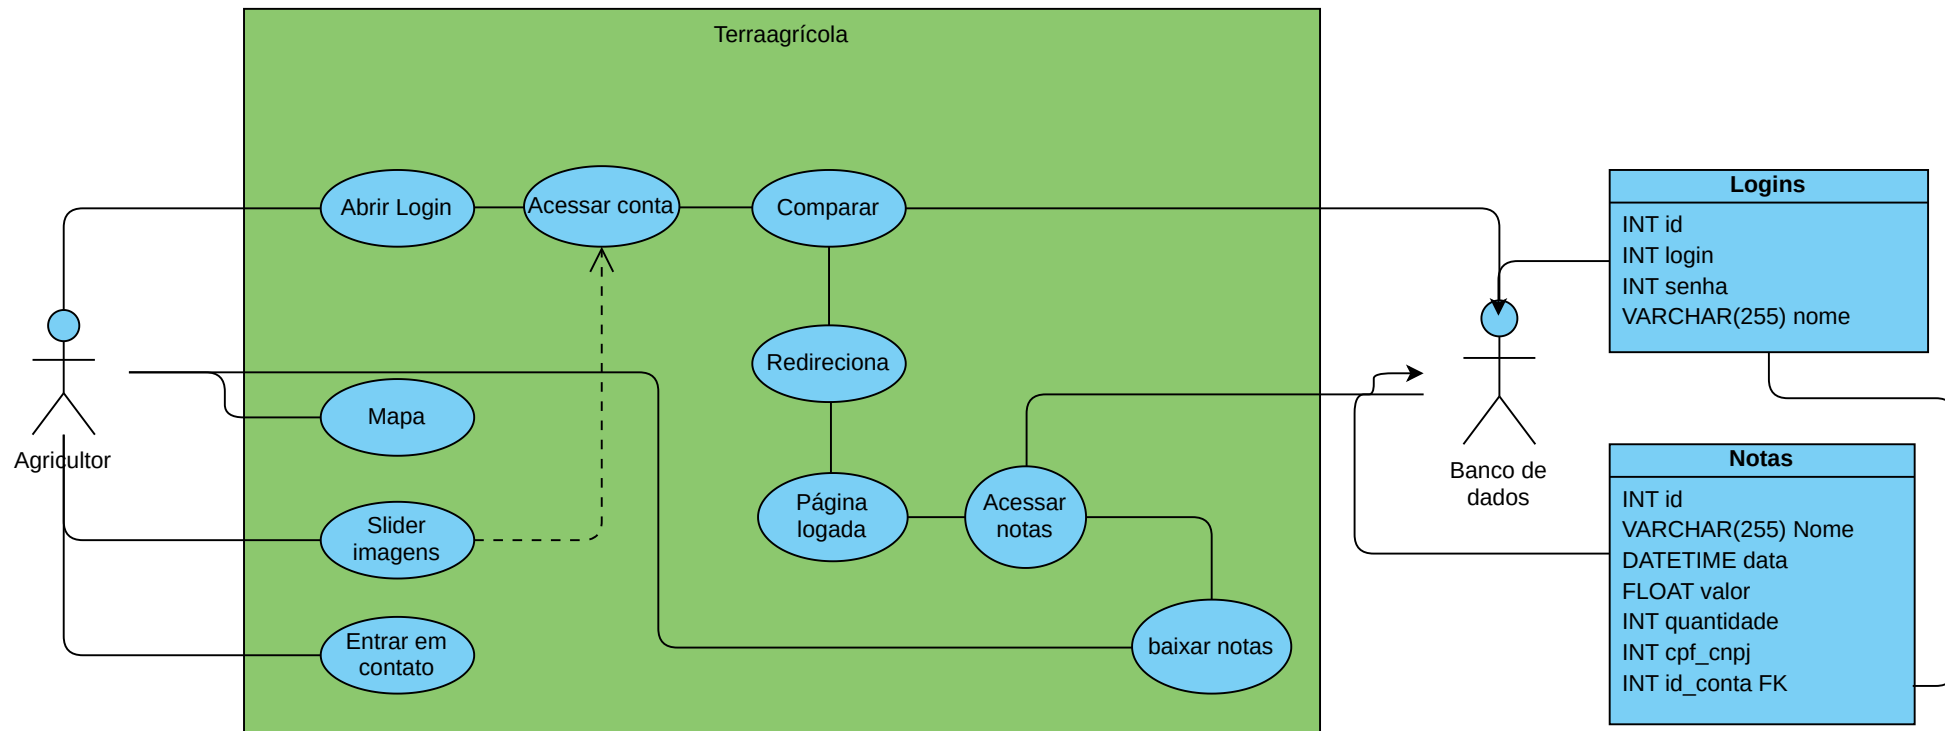 Terraagrícola
Abrir Login
Acessar conta
Comparar
Redireciona
Mapa
Slider
imagens
Entrar em
contato
Página
logada
Acessar
notas
baixar notas
Agricultor
Banco de
dados
Logins
INT id
INT login
INT senha
VARCHAR(255) nome
Notas
INT id
VARCHAR(255) Nome
DATETIME data
FLOAT valor
INT quantidade
INT cpf_cnpj
INT id_conta FK